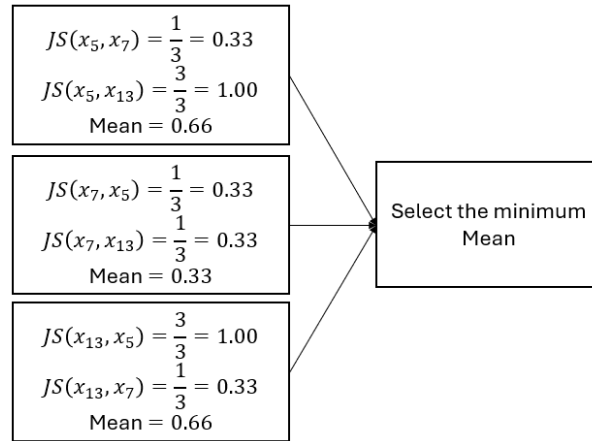 JS(x₅, x₇) = 1/3 = 0.33
JS(x₅, x₁₃) = 3/3 = 1.00
Mean = 0.66
JS(x₇, x₅) = 1/3 = 0.33
JS(x₇, x₁₃) = 1/3 = 0.33
Mean = 0.33
JS(x₁₃, x₅) = 3/3 = 1.00
JS(x₁₃, x₇) = 1/3 = 0.33
Mean = 0.66
Select the minimum
Mean